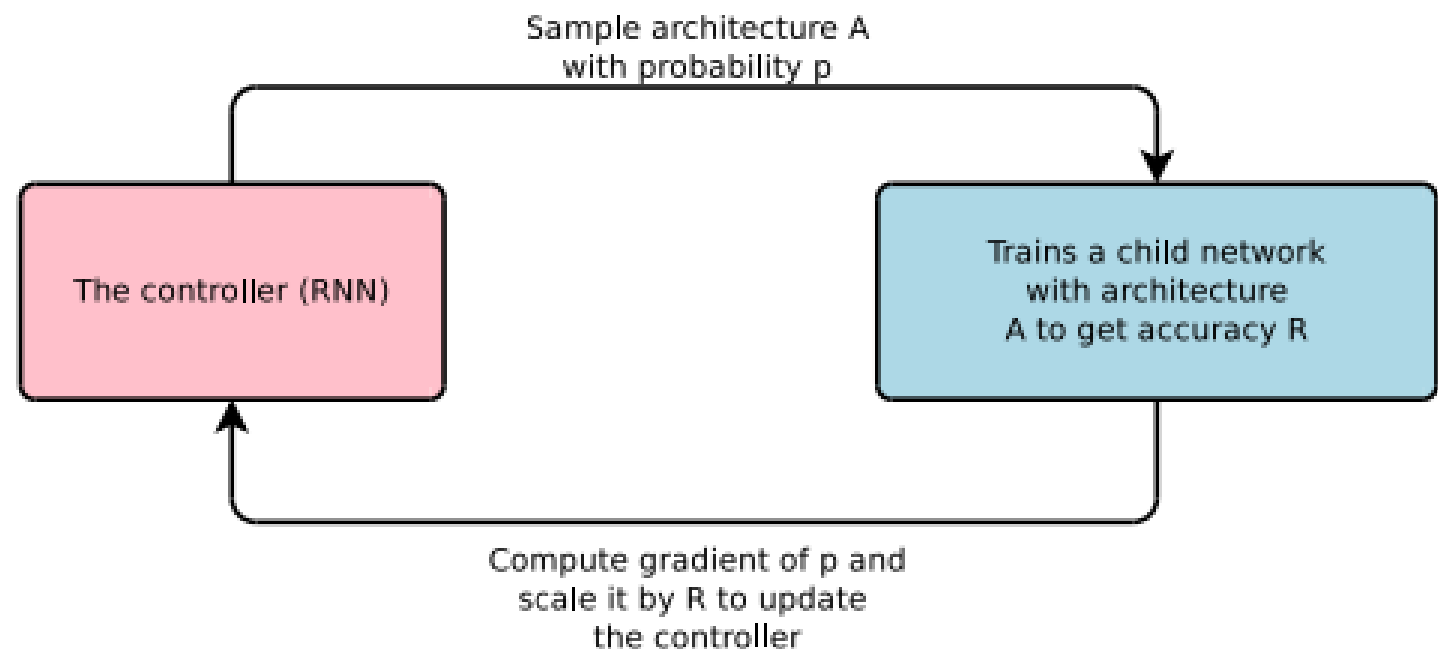 Sample architecture A
with probability p
The controller (RNN)
Trains a child network
with architecture
A to get accuracy R
Compute gradient of p and
scale it by R to update
the controller